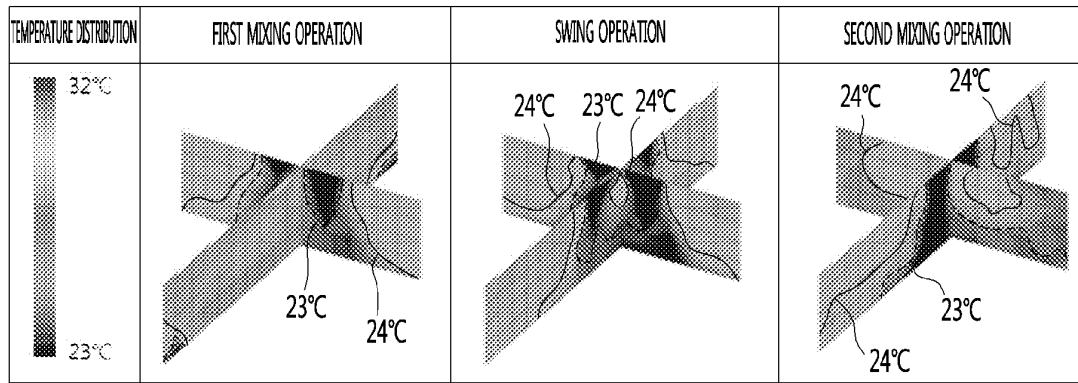 TEMPERATURE DISTRIBUTION
FIRST MIXING OPERATION
SWING OPERATION
SECOND MIXING OPERATION
32°C
23°C
23°C
24°C
24°C
23°C
24°C
24°C
24°C
23°C
24°C